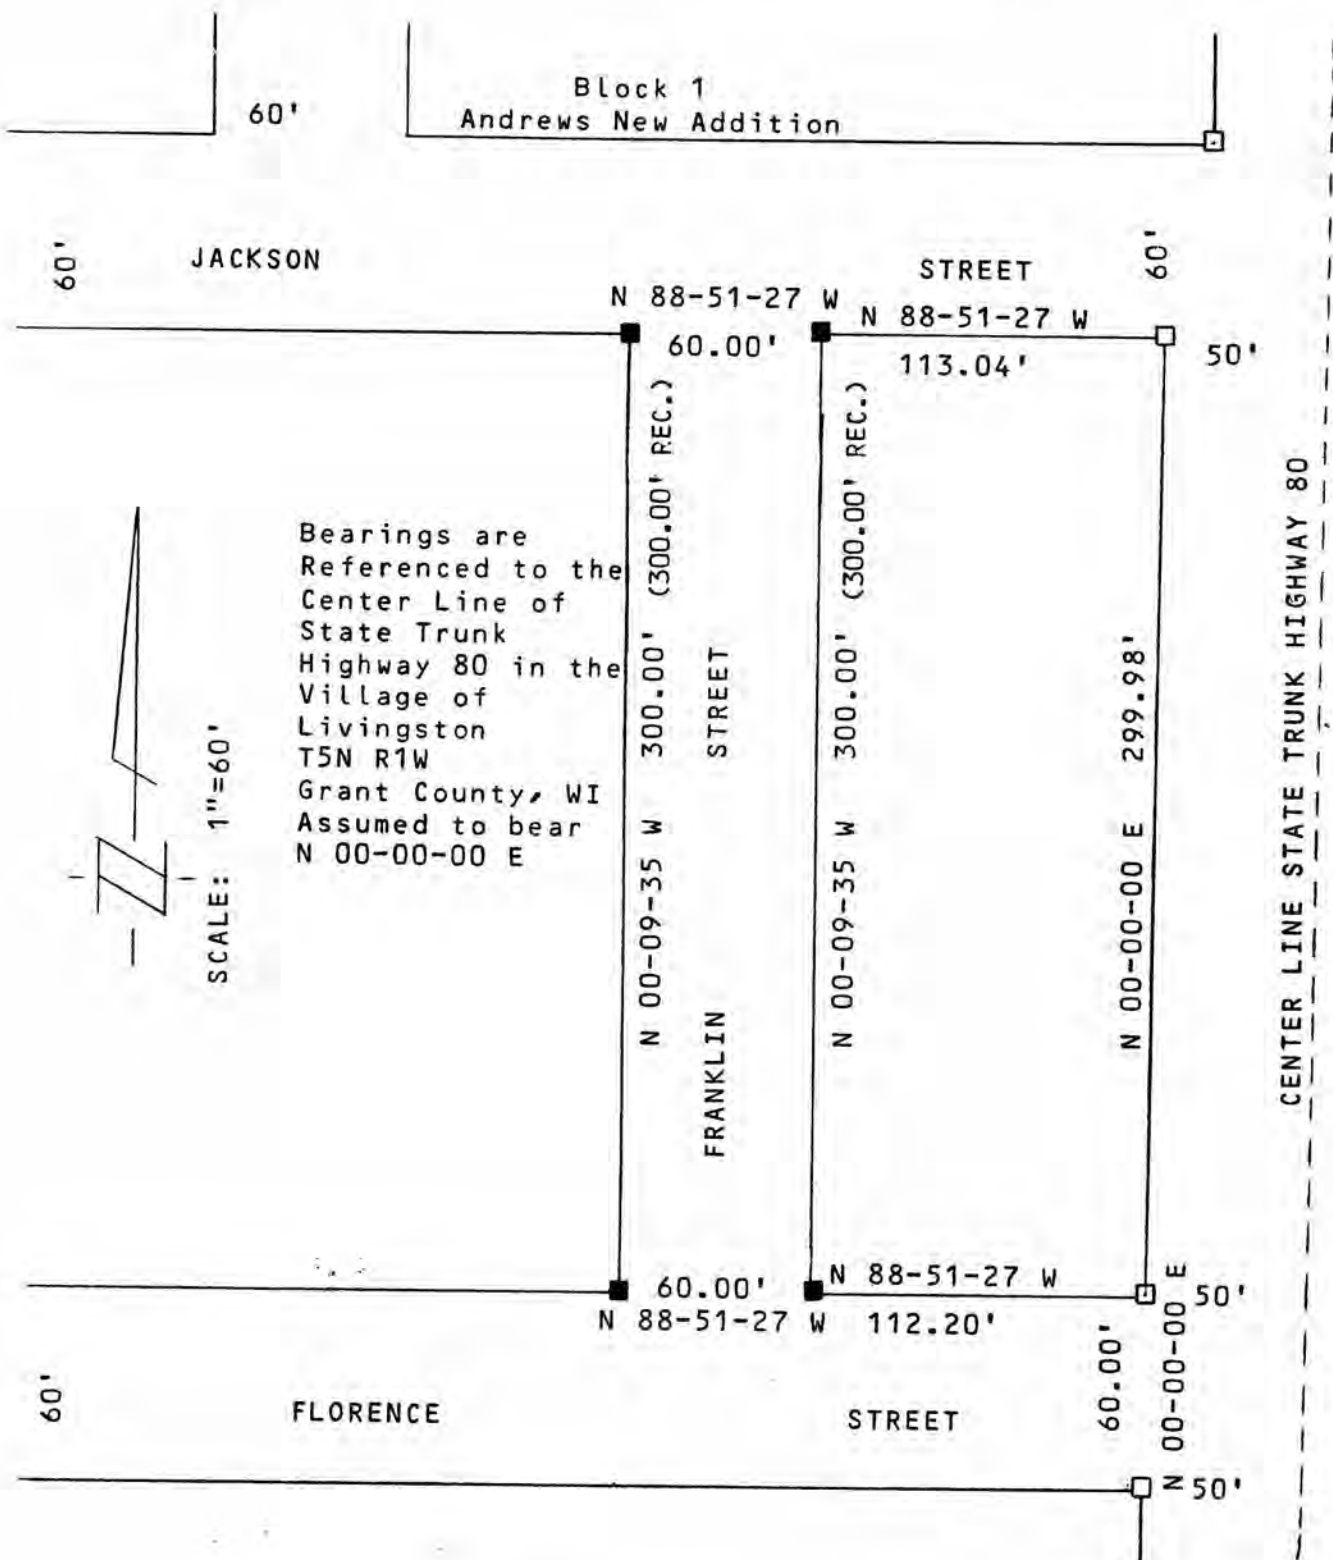 Block 1
60'
Andrews New Addition
60'
JACKSON
STREET
60'
N 88-51-27 W
N 88-51-27 W
60.00'
113.04'
50'
N 00-09-35 W 300.00' (300.00' REC.)
FRANKLIN STREET
N 00-09-35 W 300.00' (300.00' REC.)
N 00-00-00 E 299.98'
CENTER LINE STATE TRUNK HIGHWAY 80
Bearings are
Referenced to the
Center Line of
State Trunk
Highway 80 in the
Village of
Livingston
T5N R1W
Grant County, WI
Assumed to bear
N 00-00-00 E
SCALE: 1"=60'
60.00'
N 88-51-27 W
N 88-51-27 W
112.20'
50'
60.00'
N 00-00-00 E
60'
FLORENCE
STREET
50'